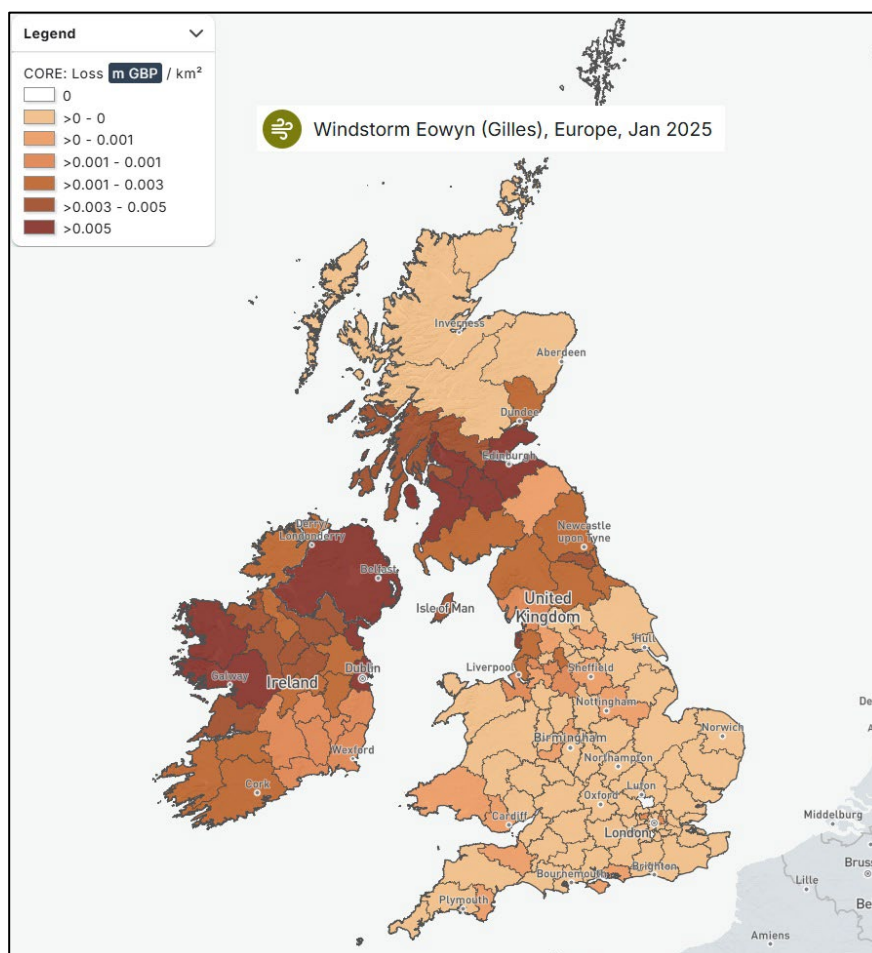 Legend
CORE: Loss m GBP / km²
0
>0 - 0
>0 - 0.001
>0.001 - 0.001
>0.001 - 0.003
>0.003 - 0.005
>0.005
Windstorm Eowyn (Gilles), Europe, Jan 2025
Inverness
Aberdeen
Dundee
Edinburgh
Derry/
Londonderry
Newcastle
upon Tyne
Belfast
Isle of Man
United
Kingdom
Hull
Galway
Ireland
Dublin
Liverpool
Sheffield
Nottingham
Wexford
Birmingham
Norwich
Northampton
Cork
Oxford
Luton
Cardiff
London
Middelburg
De
A
Bruss
Bournemouth
Brighton
Lille
Be
Plymouth
Amiens